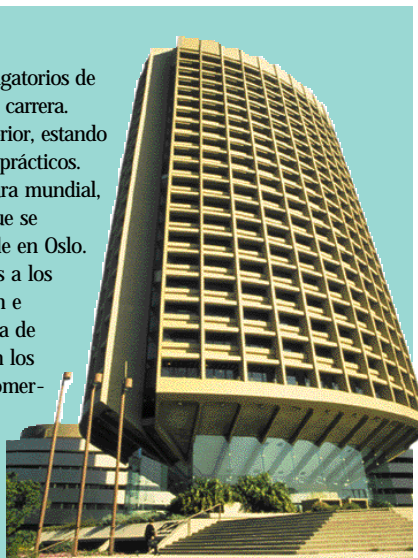 gatorios de
carrera.
rior, estando
prácticos.
ra mundial,
ue se
e en Oslo.
s a los
n e
a de
n los
omer-